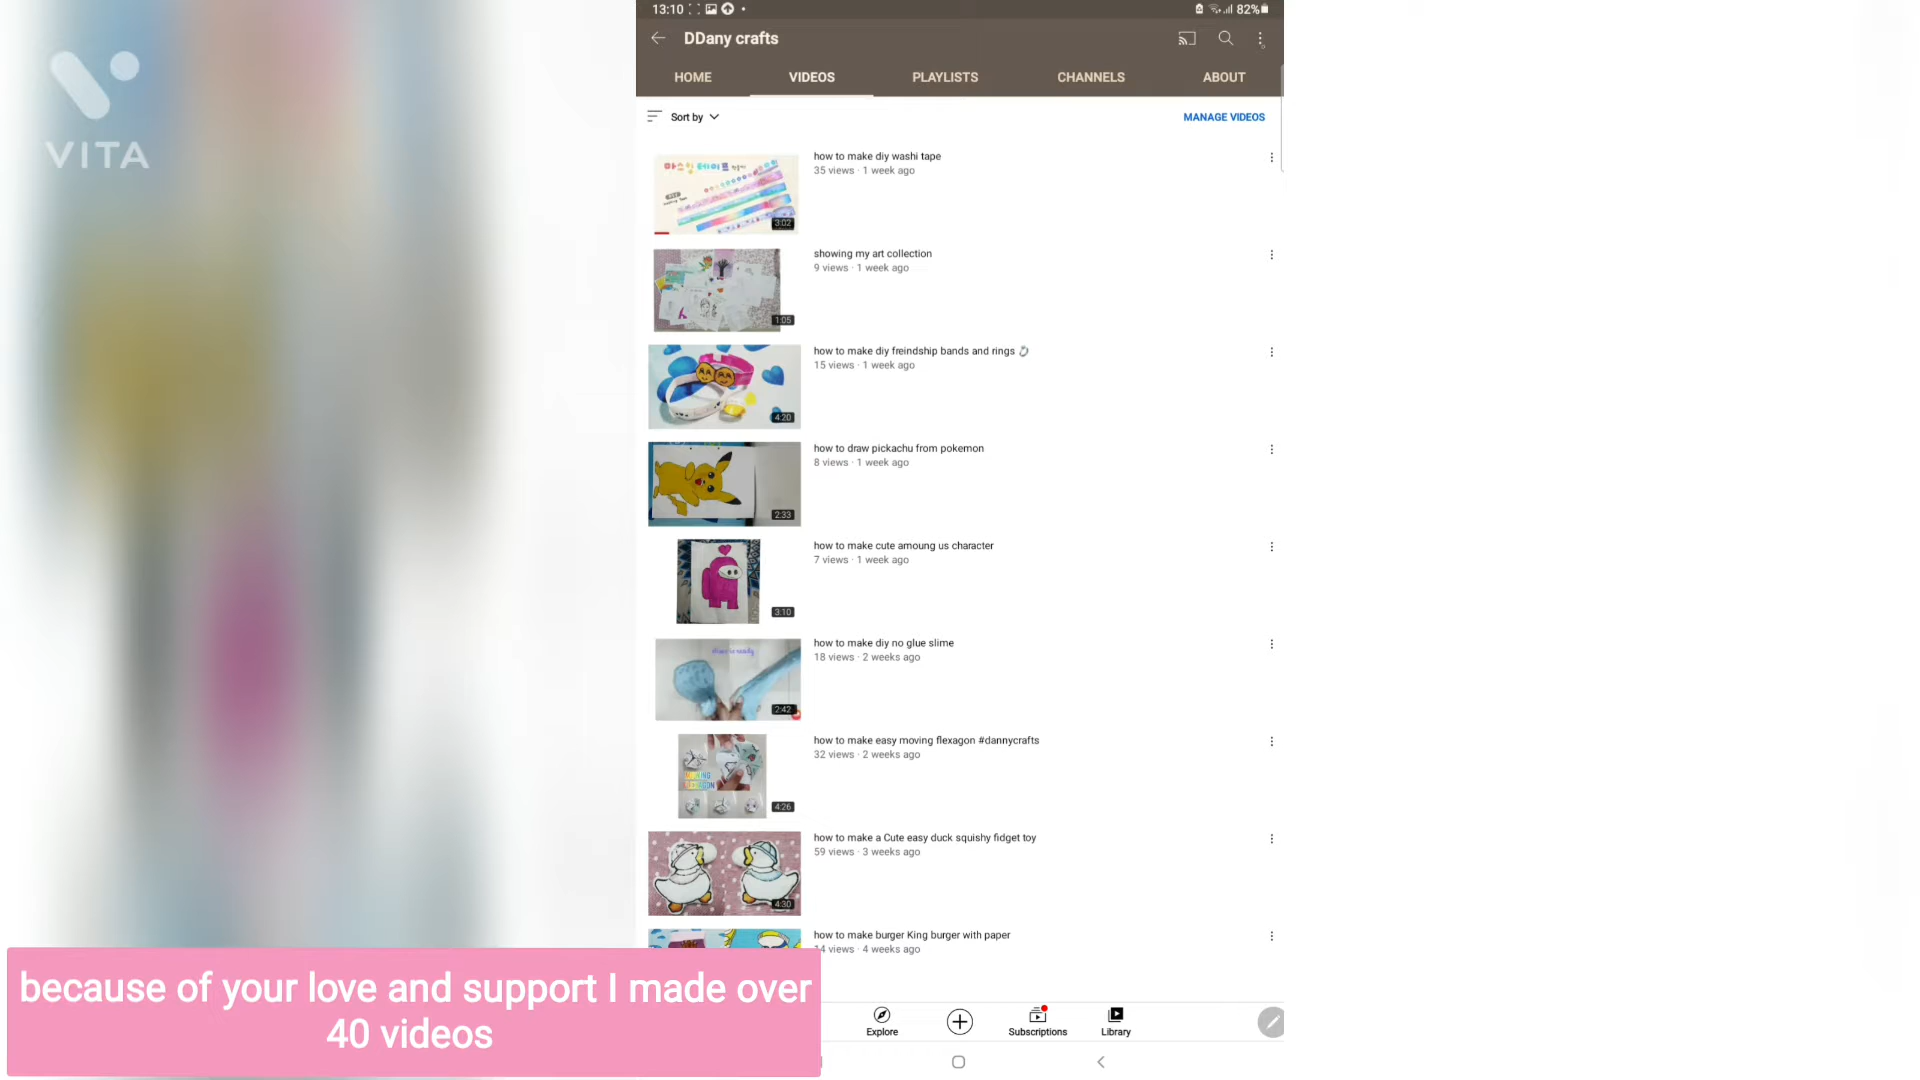 13:10
82%
DDany crafts
HOME
VIDEOS
PLAYLISTS
CHANNELS
ABOUT
Sort by
MANAGE VIDEOS
VITA
마스킹 테이프
3:02
how to make diy washi tape
35 views · 1 week ago
1:05
showing my art collection
9 views · 1 week ago
4:20
how to make diy freindship bands and rings 💍
15 views · 1 week ago
2:33
how to draw pickachu from pokemon
8 views · 1 week ago
3:10
how to make cute amoung us character
7 views · 1 week ago
2:42
how to make diy no glue slime
18 views · 2 weeks ago
4:26
how to make easy moving flexagon #dannycrafts
32 views · 2 weeks ago
4:30
how to make a Cute easy duck squishy fidget toy
59 views · 3 weeks ago
how to make burger King burger with paper
views · 4 weeks ago
because of your love and support I made over
40 videos
Explore
Subscriptions
Library